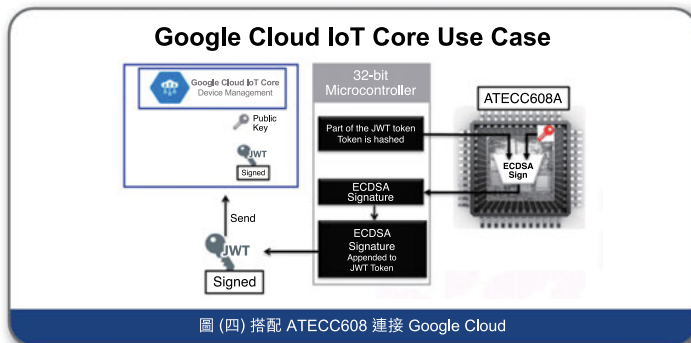 Google Cloud IoT Core Use Case
Google Cloud IoT Core
Device Management
Public
Key
JWT
Signed
Send
JWT
Signed
32-bit
Microcontroller
Part of the JWT token
Token is hashed
ECDSA
Signature
ECDSA
Signature
Appended to
JWT Token
ATECC608A
ECDSA
Sign
圖 (四) 搭配 ATECC608 連接 Google Cloud